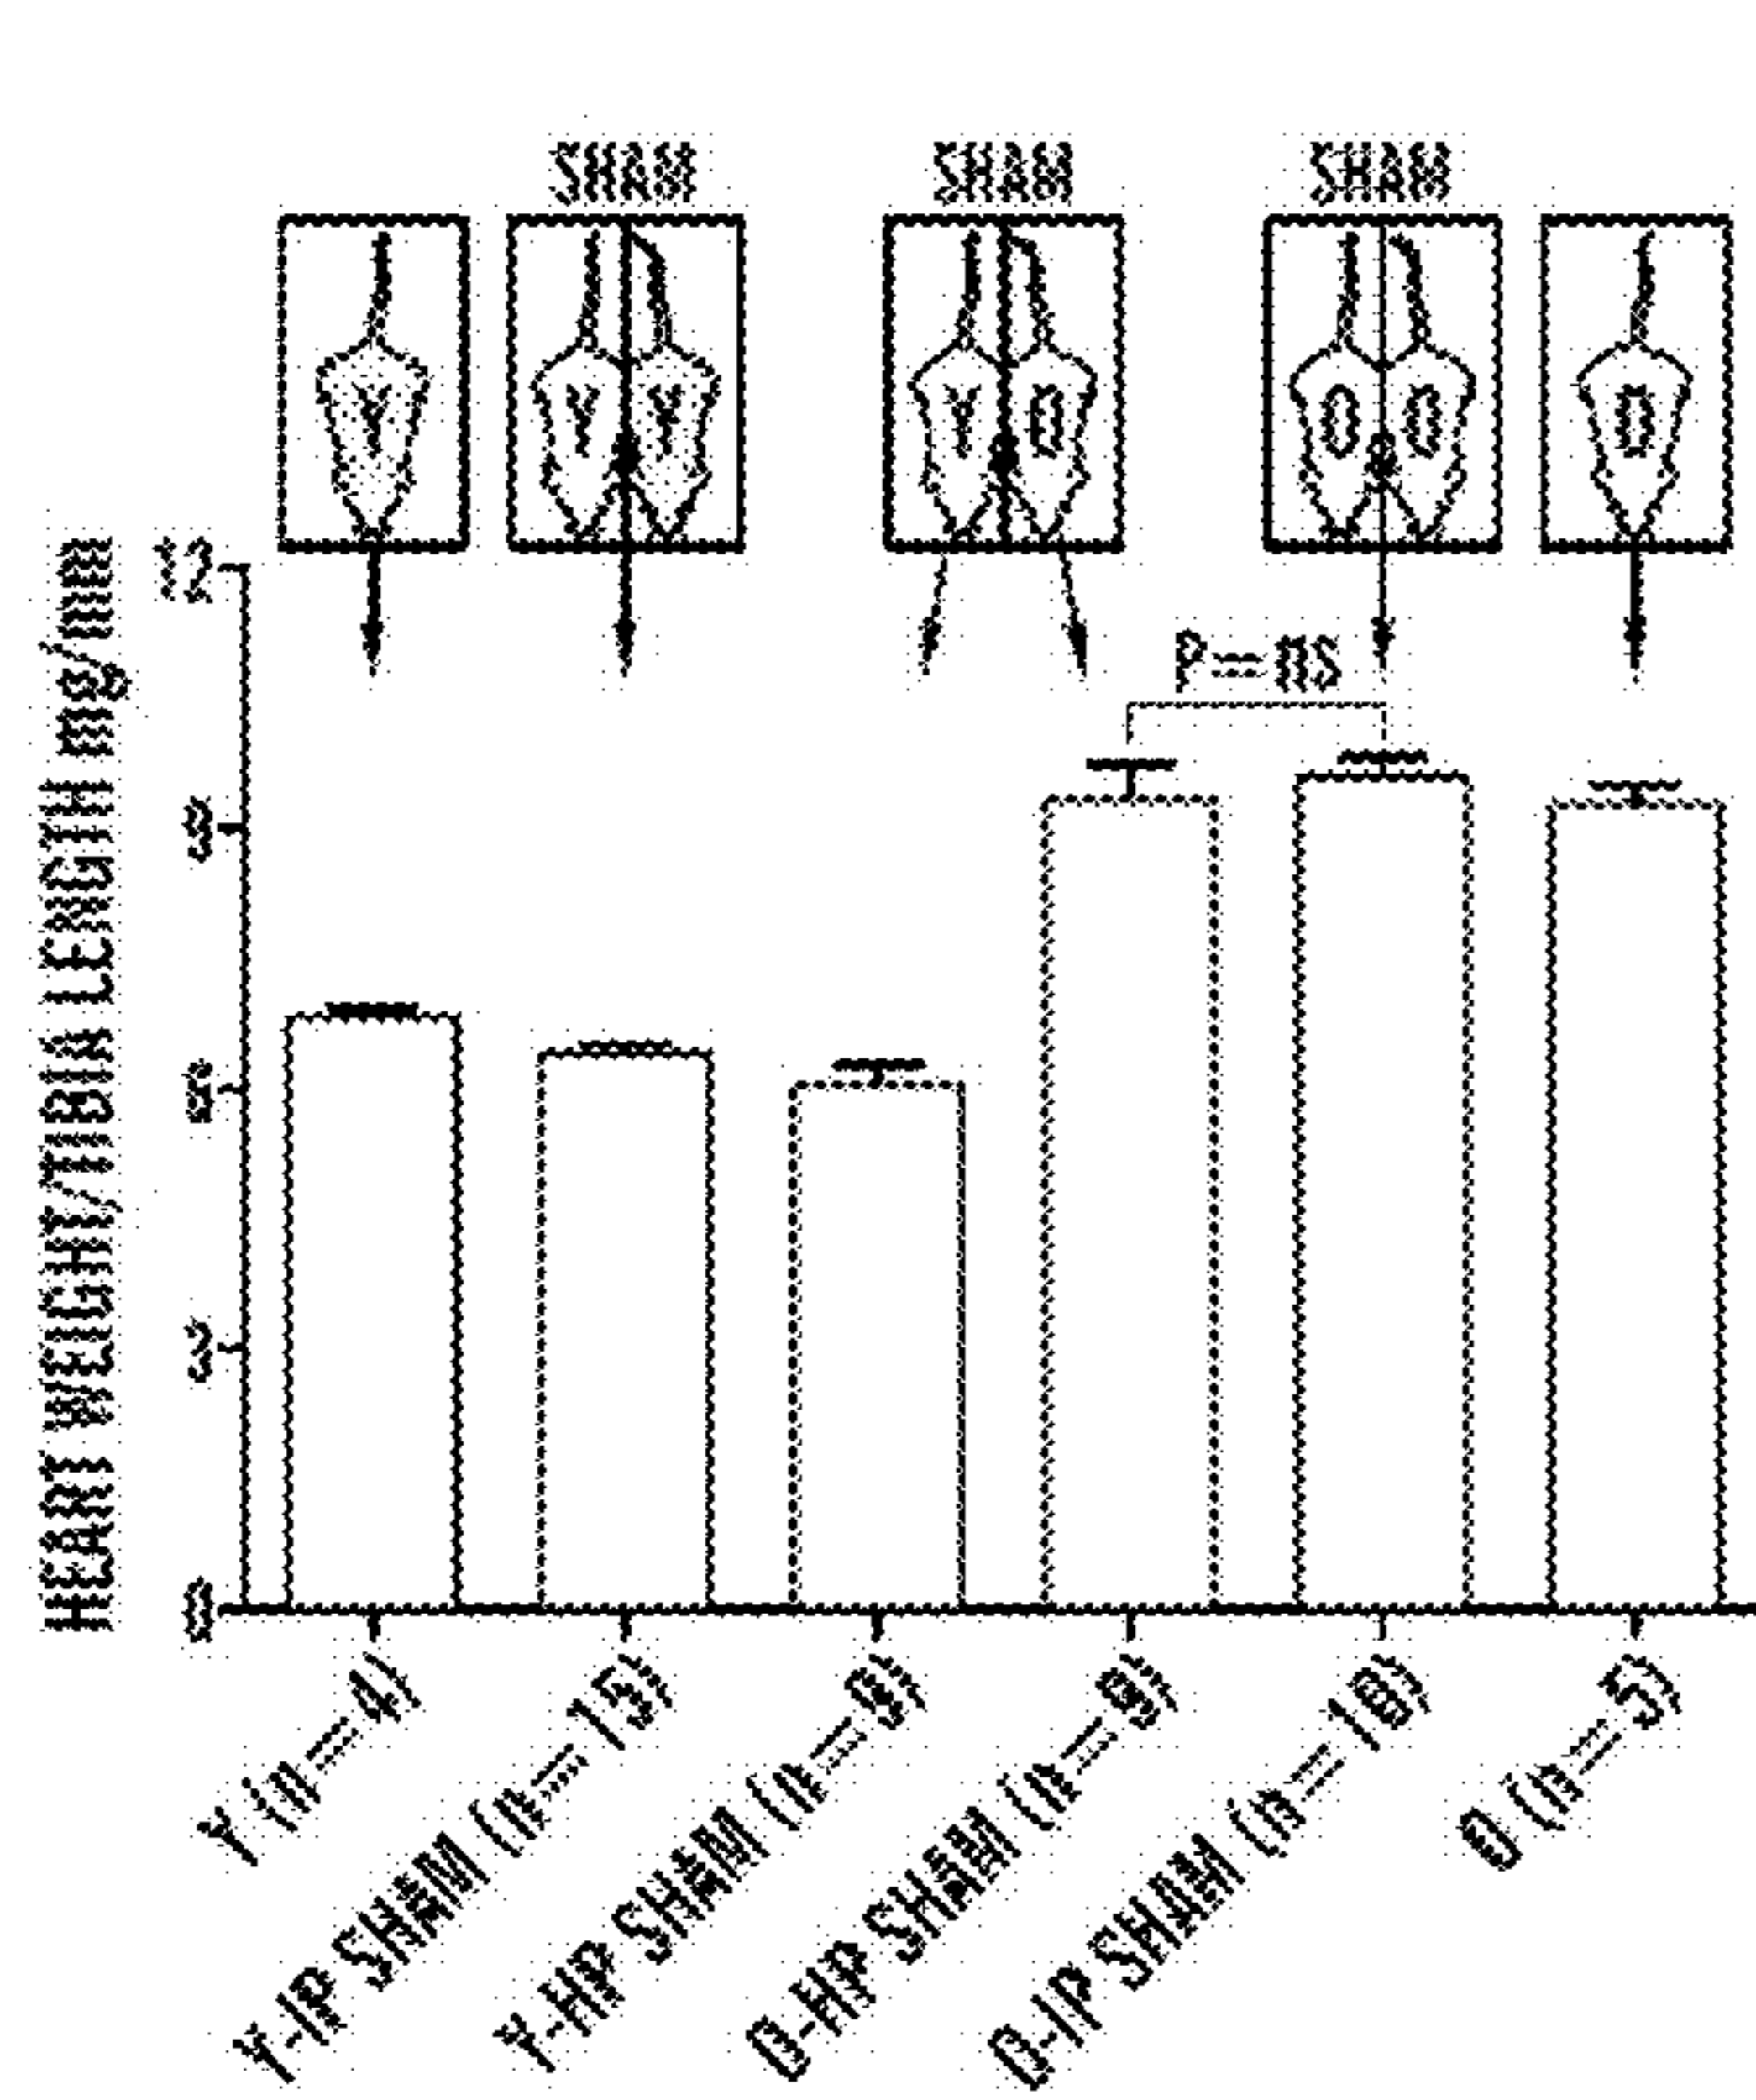 SHAM
SHAM
SHAM
Y
Y Y
Y O
O O
O
P=ns
HEART WEIGHT/TIBIA LENGTH mg/mm
12
9
6
3
0
Y (n=4)
Y-IP SHAM (n=15)
Y-HP SHAM (n=9)
O-HP SHAM (n=9)
O-IP SHAM (n=18)
O (n=5)